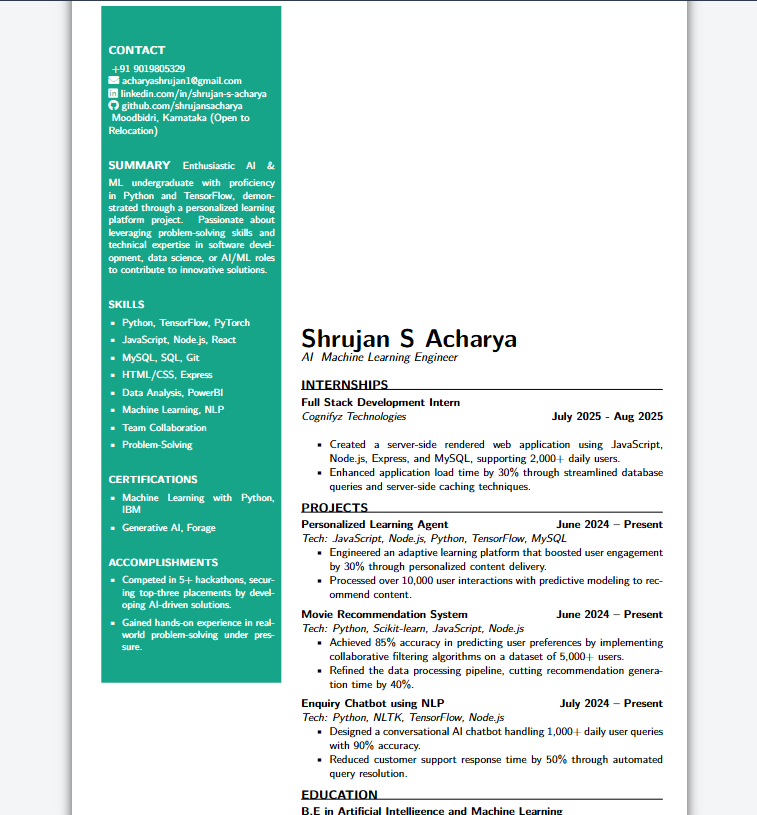 CONTACT
+91 9019805329
acharyashrujan1@gmail.com
linkedin.com/in/shrujan-s-acharya
github.com/shrujansacharya
Moodbidri, Karnataka (Open to
Relocation)
SUMMARY Enthusiastic AI &
ML undergraduate with proficiency
in Python and TensorFlow, demon-
strated through a personalized learning
platform project. Passionate about
leveraging problem-solving skills and
technical expertise in software devel-
opment, data science, or AI/ML roles
to contribute to innovative solutions.
SKILLS
Python, TensorFlow, PyTorch
JavaScript, Node.js, React
MySQL, SQL, Git
HTML/CSS, Express
Data Analysis, PowerBI
Machine Learning, NLP
Team Collaboration
Problem-Solving
CERTIFICATIONS
Machine Learning with Python,
IBM
Generative AI, Forage
ACCOMPLISHMENTS
Competed in 5+ hackathons, secur-
ing top-three placements by devel-
oping AI-driven solutions.
Gained hands-on experience in real-
world problem-solving under pres-
sure.
Shrujan S Acharya
AI Machine Learning Engineer
INTERNSHIPS
Full Stack Development Intern
Cognifyz Technologies July 2025 - Aug 2025
Created a server-side rendered web application using JavaScript,
Node.js, Express, and MySQL, supporting 2,000+ daily users.
Enhanced application load time by 30% through streamlined database
queries and server-side caching techniques.
PROJECTS
Personalized Learning Agent June 2024 – Present
Tech: JavaScript, Node.js, Python, TensorFlow, MySQL
Engineered an adaptive learning platform that boosted user engagement
by 30% through personalized content delivery.
Processed over 10,000 user interactions with predictive modeling to rec-
ommend content.
Movie Recommendation System June 2024 – Present
Tech: Python, Scikit-learn, JavaScript, Node.js
Achieved 85% accuracy in predicting user preferences by implementing
collaborative filtering algorithms on a dataset of 5,000+ users.
Refined the data processing pipeline, cutting recommendation genera-
tion time by 40%.
Enquiry Chatbot using NLP July 2024 – Present
Tech: Python, NLTK, TensorFlow, Node.js
Designed a conversational AI chatbot handling 1,000+ daily user queries
with 90% accuracy.
Reduced customer support response time by 50% through automated
query resolution.
EDUCATION
B.E in Artificial Intelligence and Machine Learning